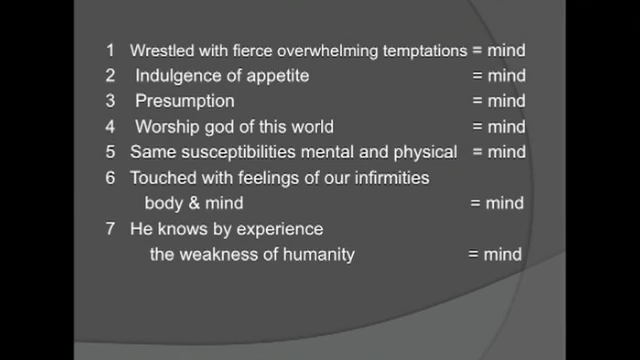 1 Wrestled with fierce overwhelming temptations = mind
2 Indulgence of appetite = mind
3 Presumption = mind
4 Worship god of this world = mind
5 Same susceptibilities mental and physical = mind
6 Touched with feelings of our infirmities
body & mind = mind
7 He knows by experience
the weakness of humanity = mind